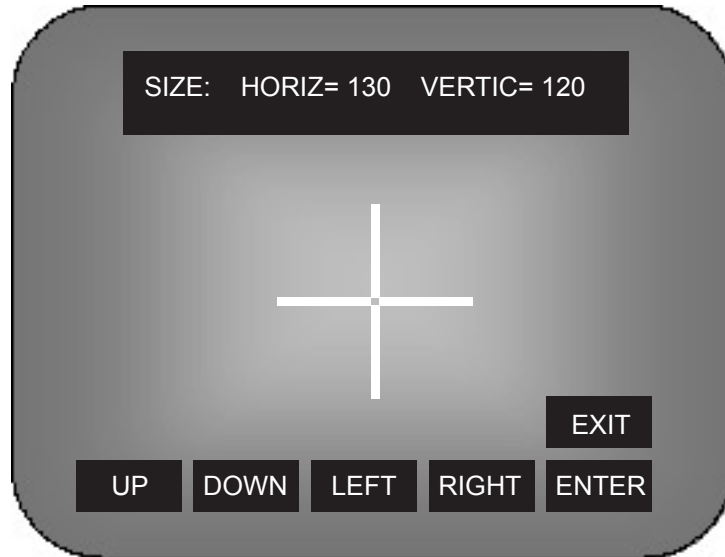 SIZE: HORIZ= 130 VERTIC= 120
EXIT
UP DOWN LEFT RIGHT ENTER